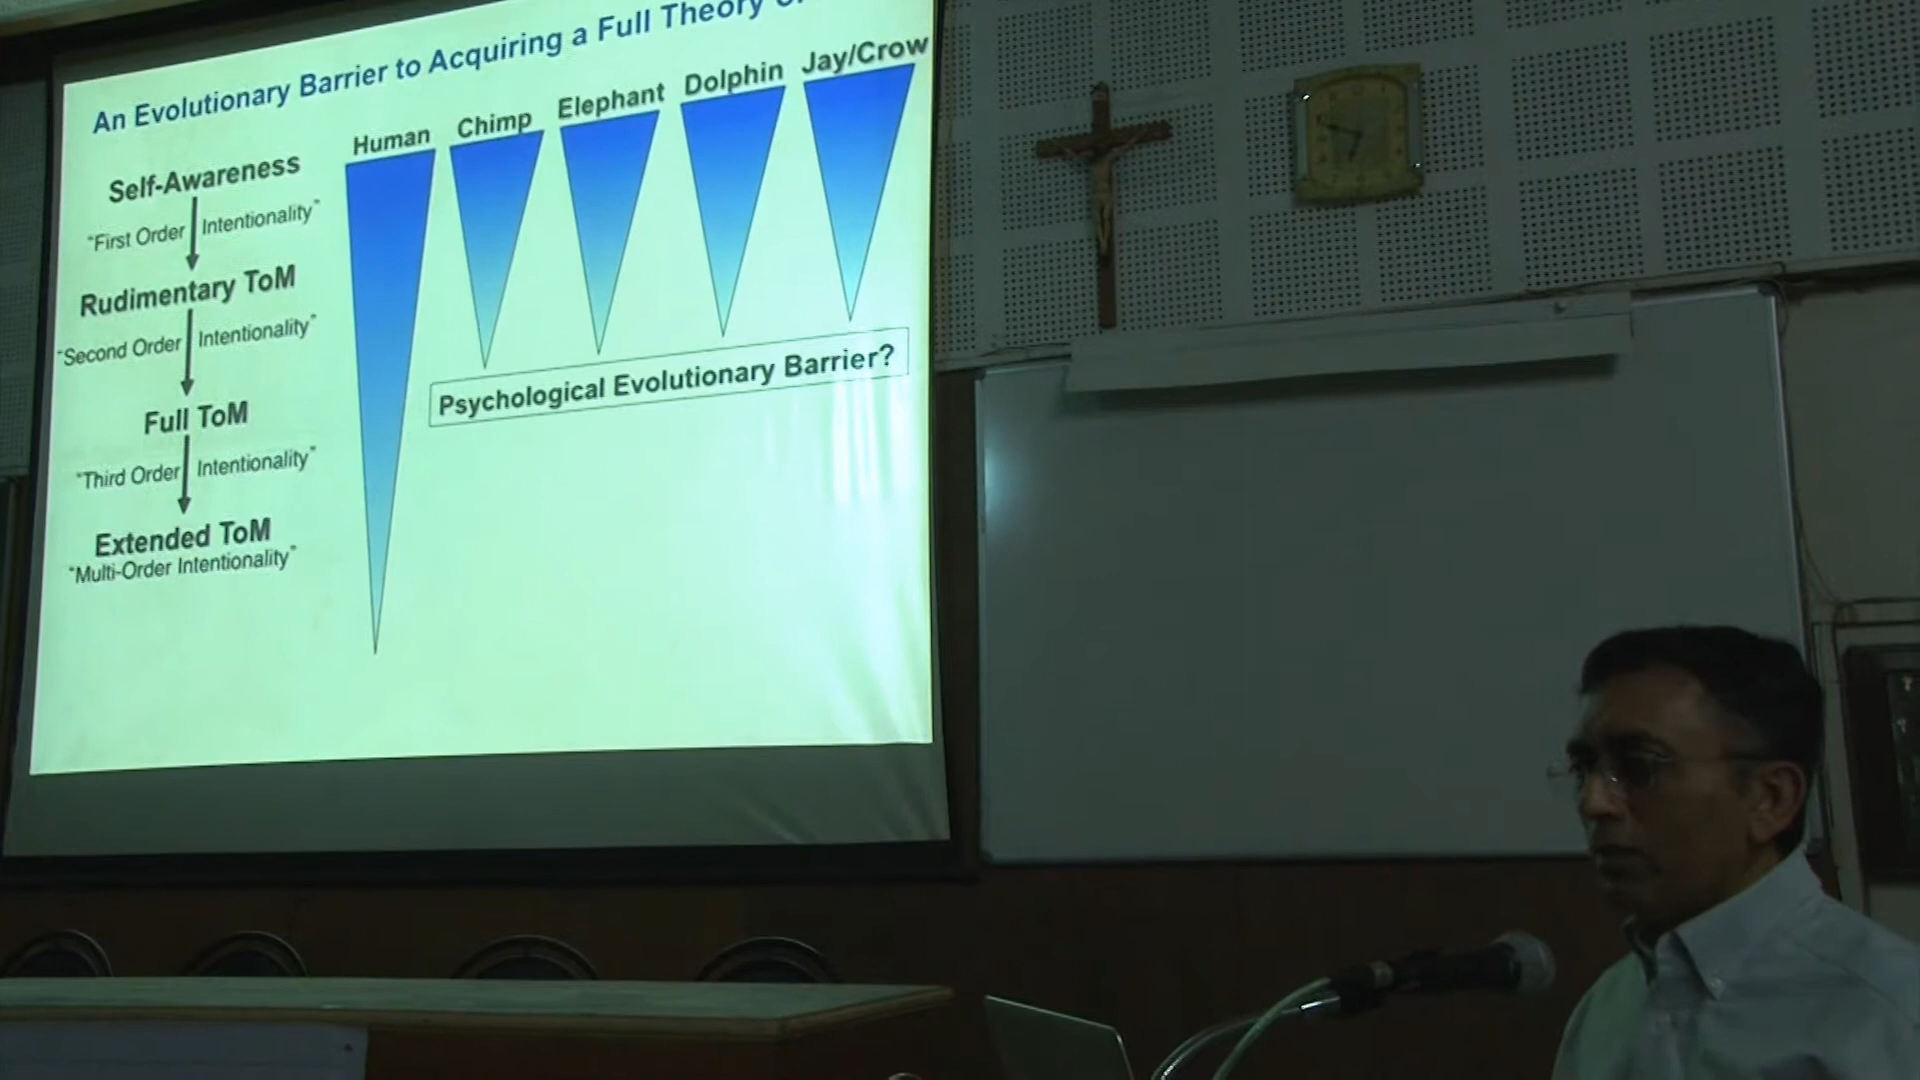 An Evolutionary Barrier to Acquiring a Full Theory
Human Chimp Elephant Dolphin Jay/Crow
Self-Awareness
"First Order Intentionality"
Rudimentary ToM
"Second Order Intentionality"
Full ToM
"Third Order Intentionality"
Extended ToM
"Multi-Order Intentionality"
Psychological Evolutionary Barrier?